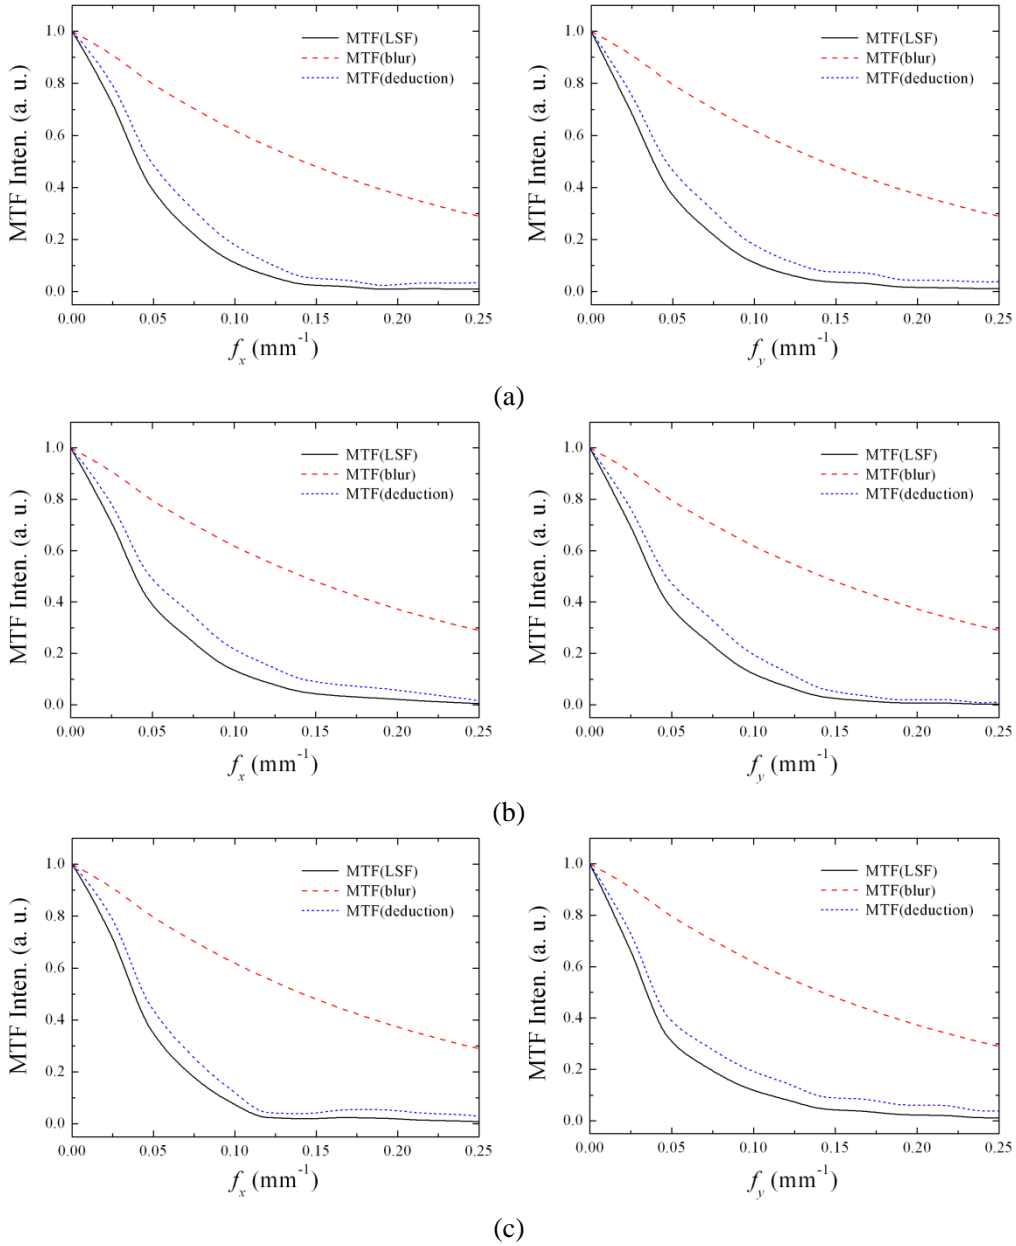 MTF Inten. (a. u.)
1.0
0.8
0.6
0.4
0.2
0.0
MTF(LSF)
MTF(blur)
MTF(deduction)
0.00 0.05 0.10 0.15 0.20 0.25
f_x (mm⁻¹)
MTF Inten. (a. u.)
1.0
0.8
0.6
0.4
0.2
0.0
MTF(LSF)
MTF(blur)
MTF(deduction)
0.00 0.05 0.10 0.15 0.20 0.25
f_y (mm⁻¹)
(a)
MTF Inten. (a. u.)
1.0
0.8
0.6
0.4
0.2
0.0
MTF(LSF)
MTF(blur)
MTF(deduction)
0.00 0.05 0.10 0.15 0.20 0.25
f_x (mm⁻¹)
MTF Inten. (a. u.)
1.0
0.8
0.6
0.4
0.2
0.0
MTF(LSF)
MTF(blur)
MTF(deduction)
0.00 0.05 0.10 0.15 0.20 0.25
f_y (mm⁻¹)
(b)
MTF Inten. (a. u.)
1.0
0.8
0.6
0.4
0.2
0.0
MTF(LSF)
MTF(blur)
MTF(deduction)
0.00 0.05 0.10 0.15 0.20 0.25
f_x (mm⁻¹)
MTF Inten. (a. u.)
1.0
0.8
0.6
0.4
0.2
0.0
MTF(LSF)
MTF(blur)
MTF(deduction)
0.00 0.05 0.10 0.15 0.20 0.25
f_y (mm⁻¹)
(c)